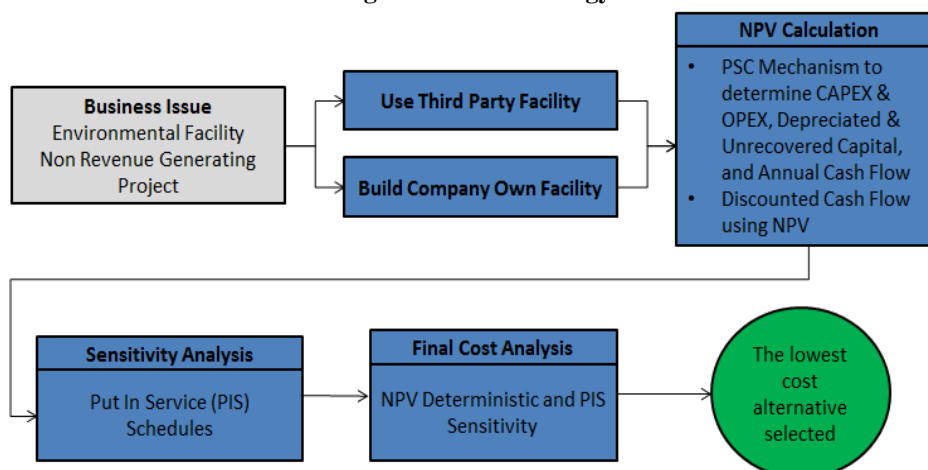 Business Issue
Environmental Facility
Non Revenue Generating
Project
Use Third Party Facility
Build Company Own Facility
NPV Calculation
• PSC Mechanism to
determine CAPEX &
OPEX, Depreciated &
Unrecovered Capital,
and Annual Cash Flow
• Discounted Cash Flow
using NPV
Sensitivity Analysis
Put In Service (PIS)
Schedules
Final Cost Analysis
NPV Deterministic and PIS
Sensitivity
The lowest
cost
alternative
selected